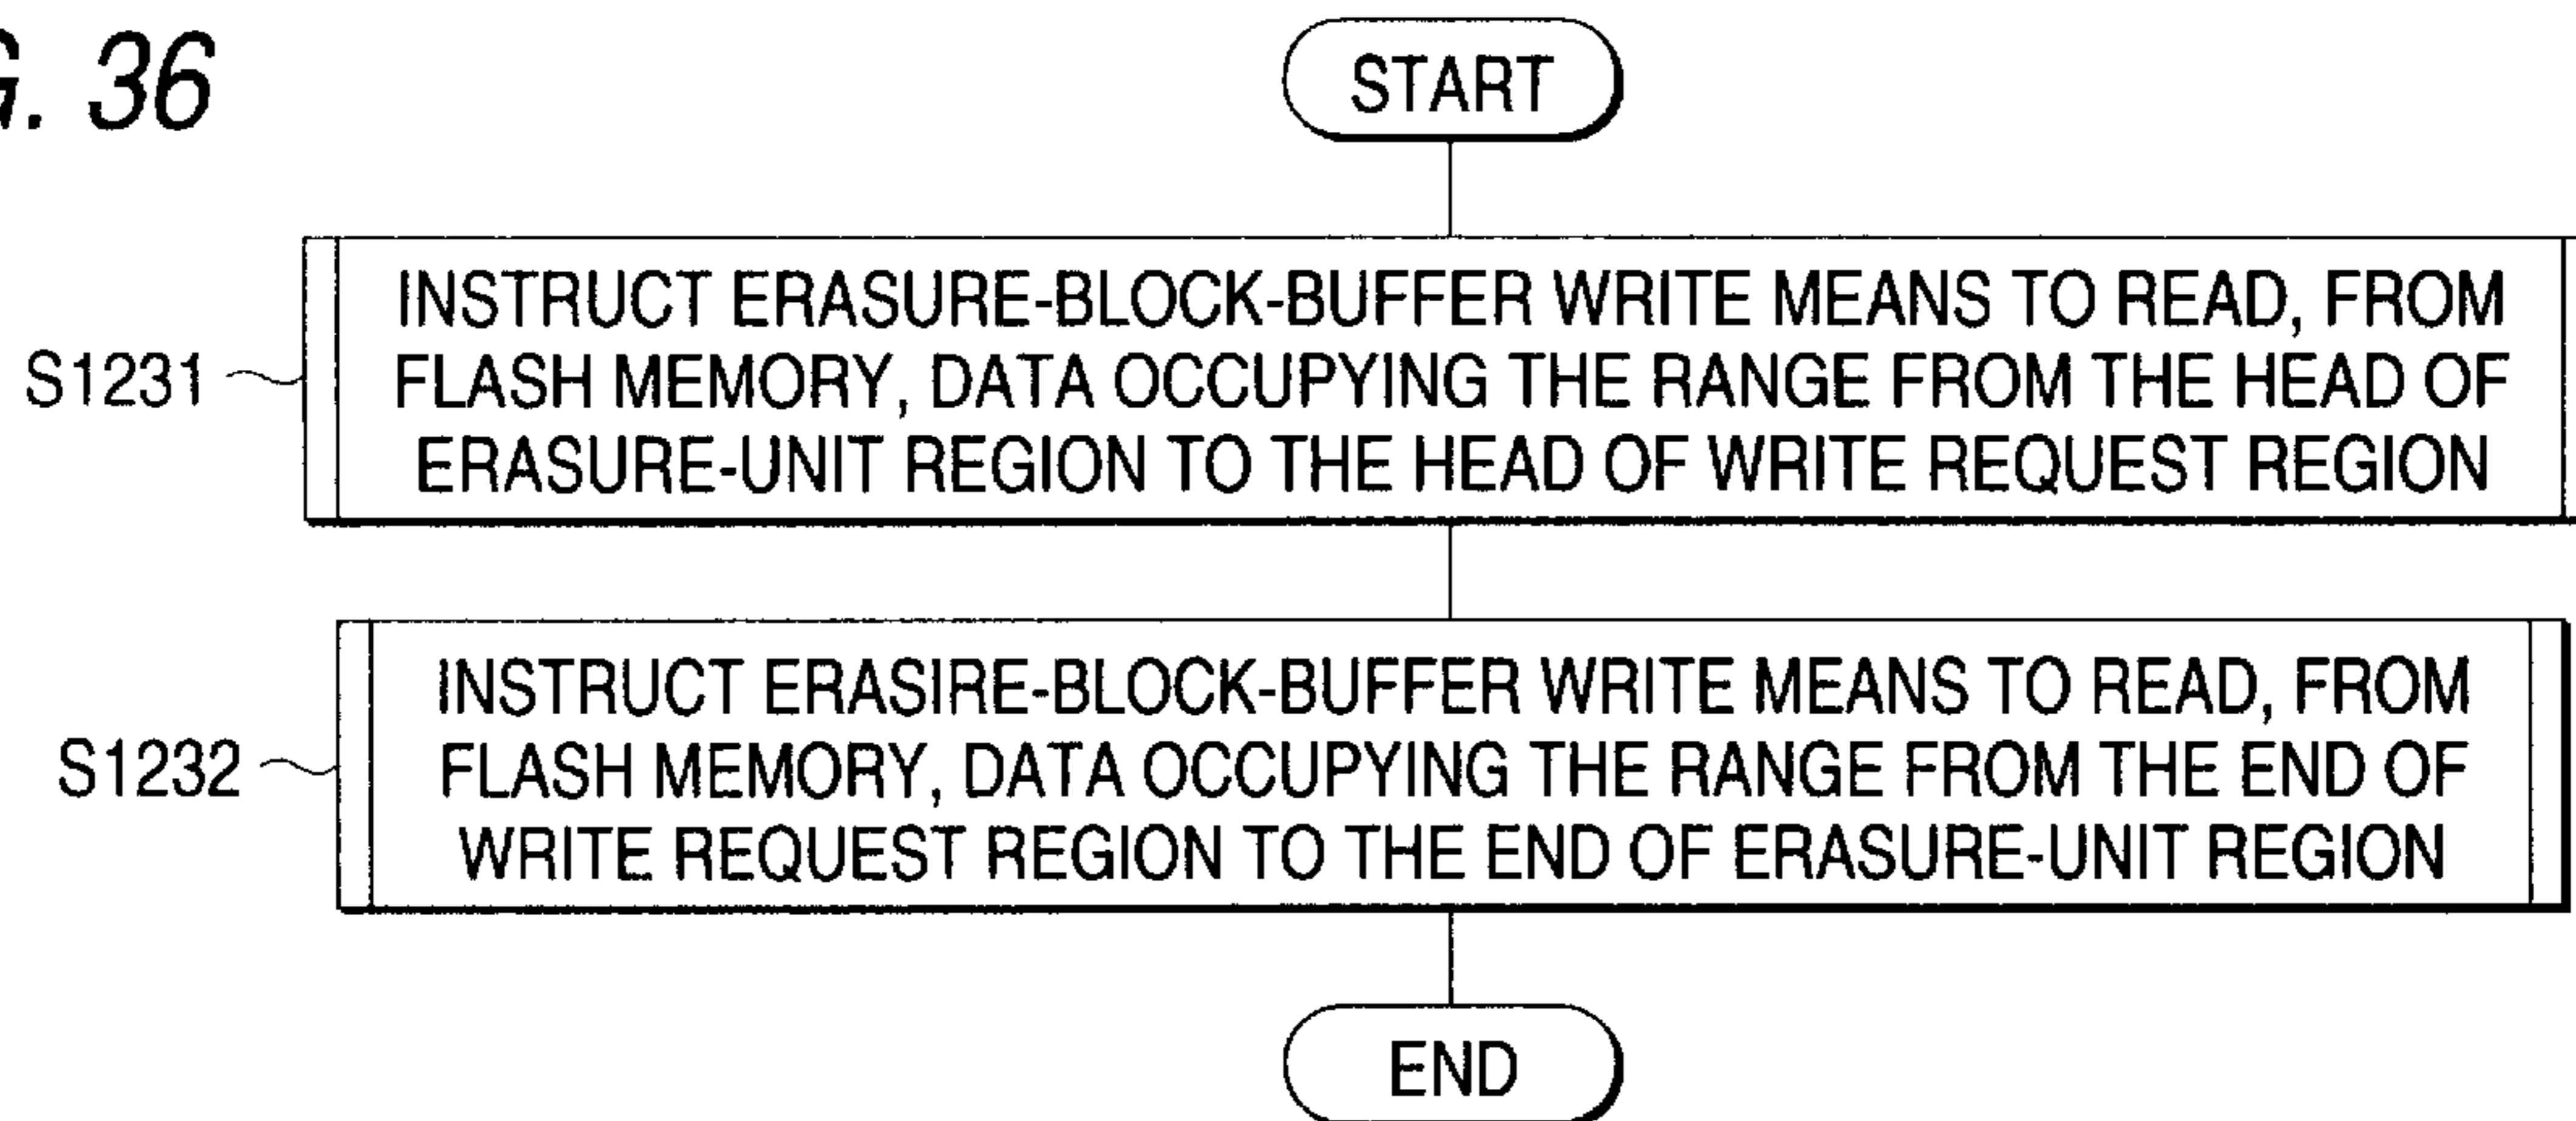 G. 36
START
S1231
INSTRUCT ERASURE-BLOCK-BUFFER WRITE MEANS TO READ, FROM
FLASH MEMORY, DATA OCCUPYING THE RANGE FROM THE HEAD OF
ERASURE-UNIT REGION TO THE HEAD OF WRITE REQUEST REGION
S1232
INSTRUCT ERASIRE-BLOCK-BUFFER WRITE MEANS TO READ, FROM
FLASH MEMORY, DATA OCCUPYING THE RANGE FROM THE END OF
WRITE REQUEST REGION TO THE END OF ERASURE-UNIT REGION
END